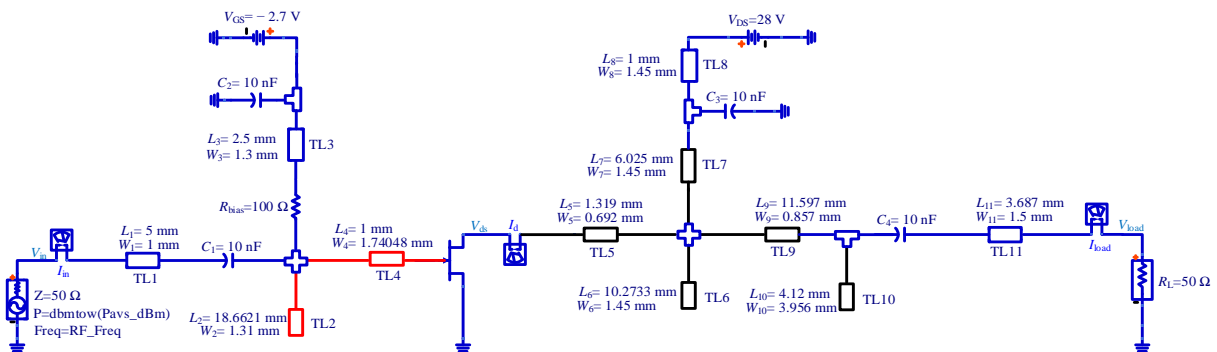 V_GS= − 2.7 V
C_2= 10 nF
L_3= 2.5 mm
W_3= 1.3 mm
TL3
R_bias=100 Ω
V_in
I_in
L_1= 5 mm
W_1= 1 mm
TL1
C_1= 10 nF
L_4= 1 mm
W_4= 1.74048 mm
TL4
Z=50 Ω
P=dbmtow(Pavs_dBm)
Freq=RF_Freq
L_2= 18.6621 mm
W_2= 1.31 mm
TL2
V_ds
I_d
L_5= 1.319 mm
W_5= 0.692 mm
TL5
V_DS= 28 V
L_8= 1 mm
W_8= 1.45 mm
TL8
C_3= 10 nF
L_7= 6.025 mm
W_7= 1.45 mm
TL7
L_6= 10.2733 mm
W_6= 1.45 mm
TL6
L_9= 11.597 mm
W_9= 0.857 mm
TL9
L_10= 4.12 mm
W_10= 3.956 mm
TL10
C_4= 10 nF
L_11= 3.687 mm
W_11= 1.5 mm
TL11
I_load
V_load
R_L= 50 Ω